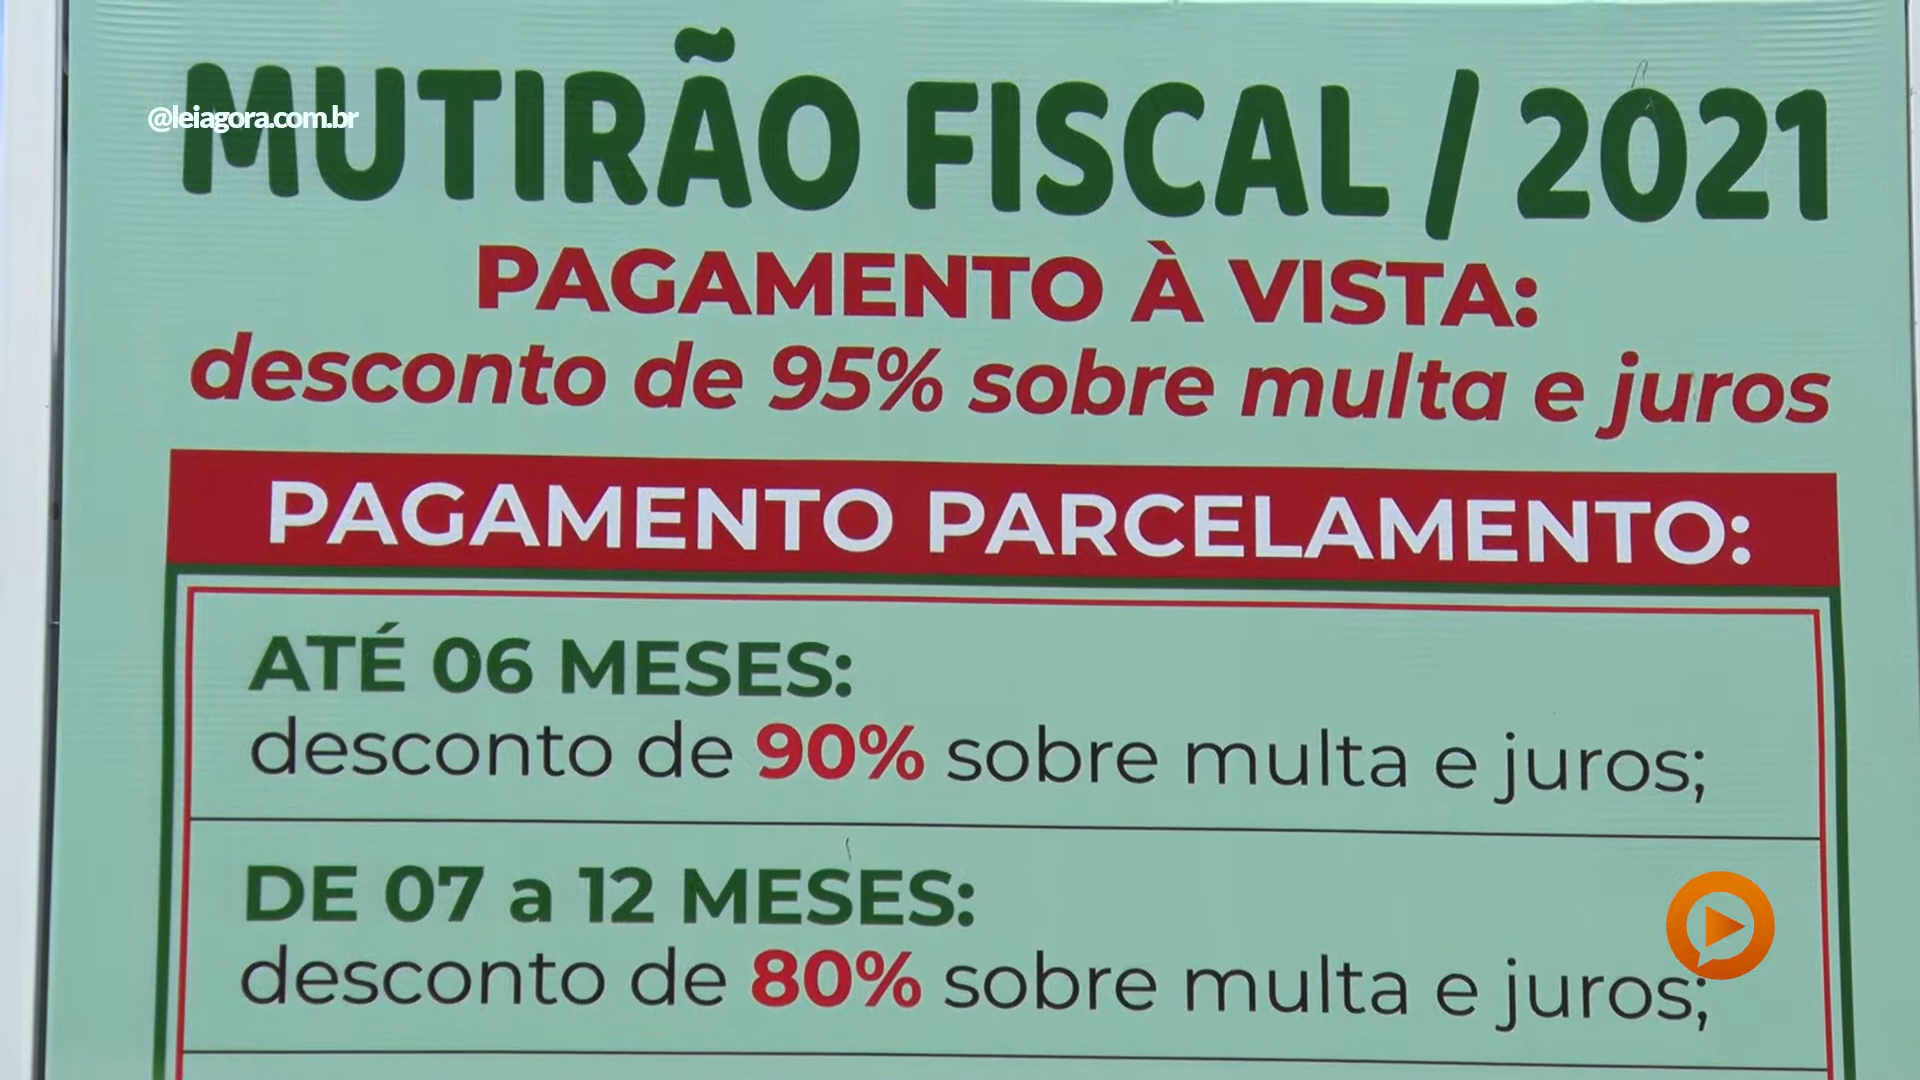 MUTIRÃO FISCAL / 2021
@leiagora.com.br
PAGAMENTO À VISTA:
desconto de 95% sobre multa e juros
PAGAMENTO PARCELAMENTO:
ATÉ 06 MESES:
desconto de 90% sobre multa e juros;
DE 07 a 12 MESES:
desconto de 80% sobre multa e juros;